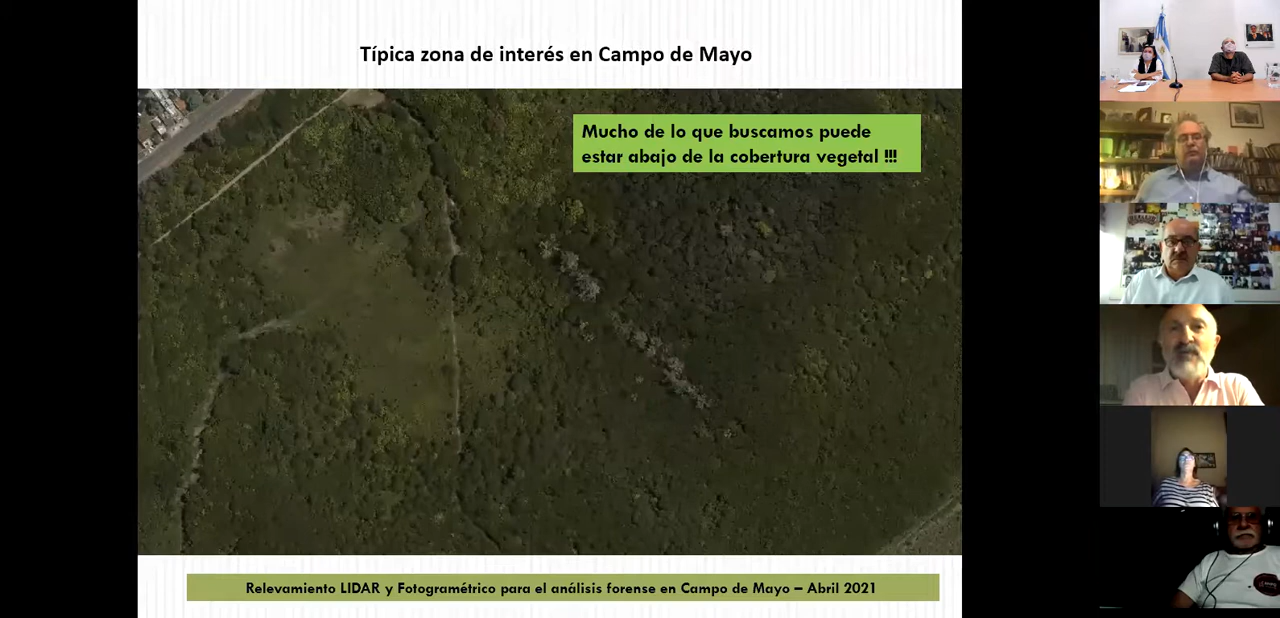 Típica zona de interés en Campo de Mayo
Mucho de lo que buscamos puede
estar abajo de la cobertura vegetal !!!
Relevamiento LIDAR y Fotogramétrico para el análisis forense en Campo de Mayo – Abril 2021